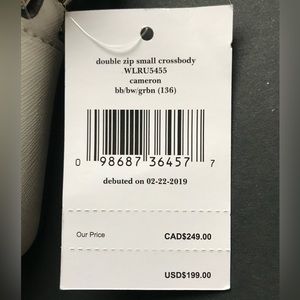 double zip small crossbody
WLRU5455
cameron
bb/bw/grbn (136)
0 98687 36457 7
debuted on 02-22-2019
Our Price CAD$249.00
USD$199.00